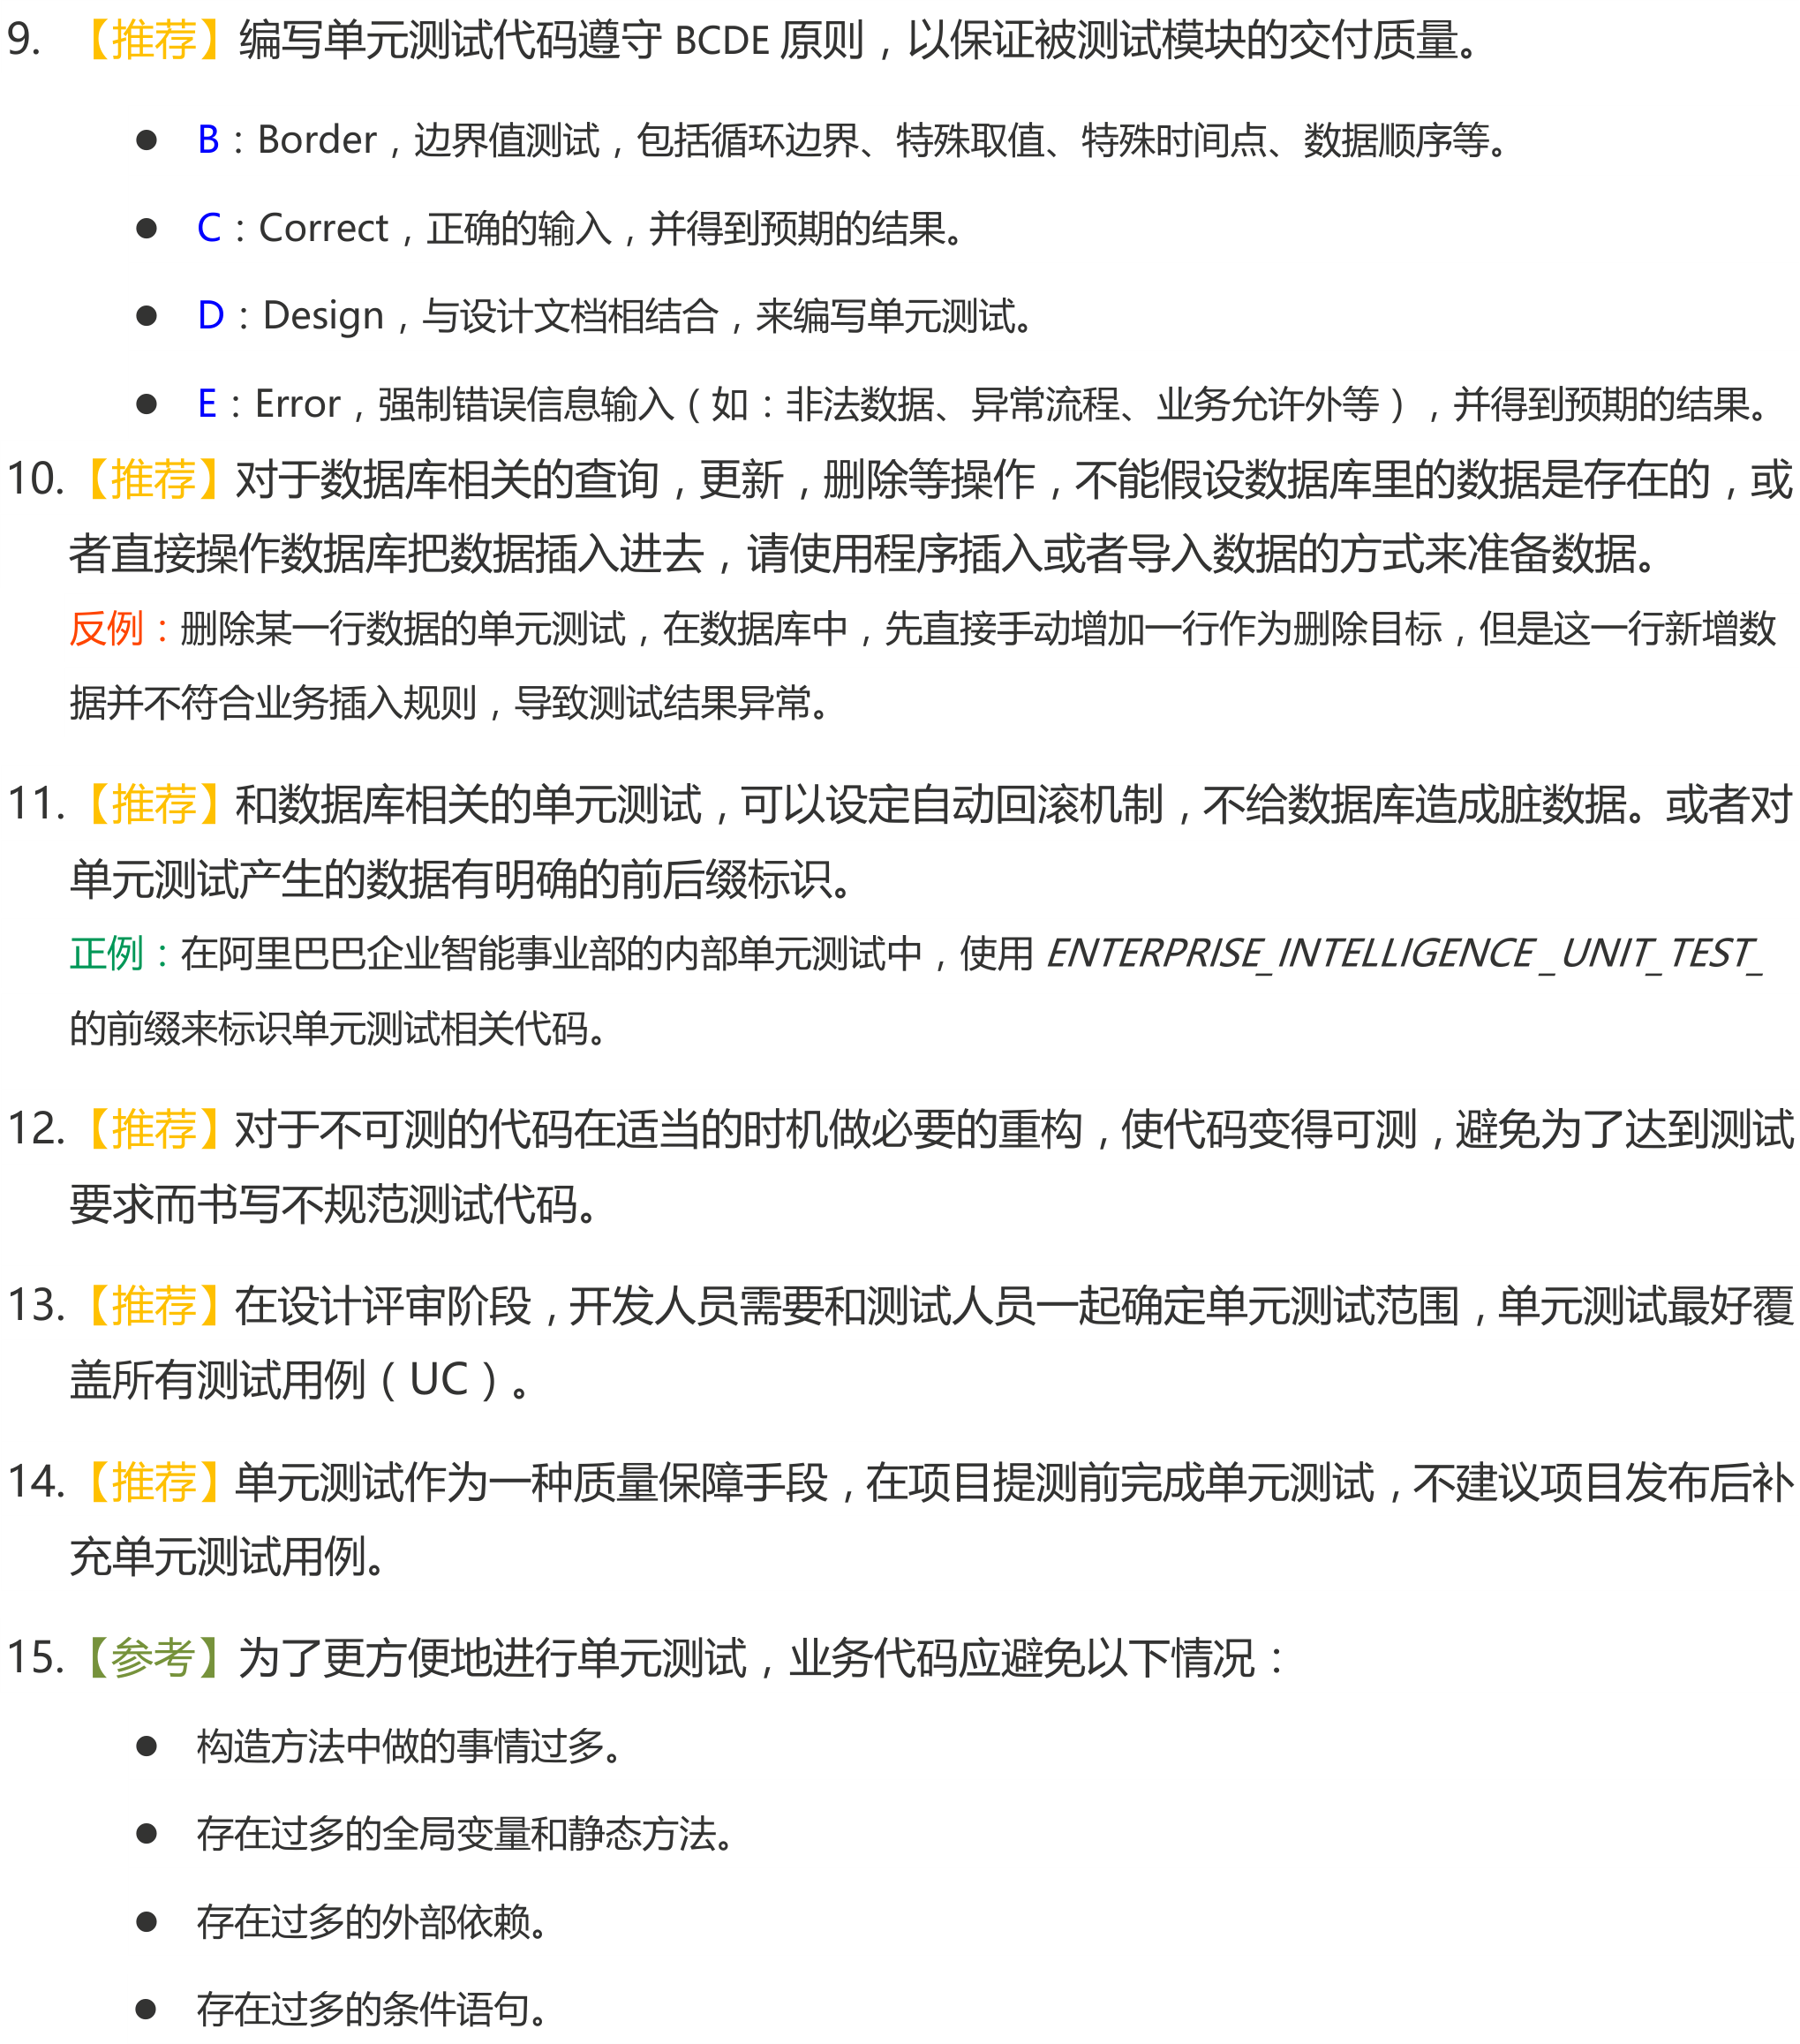 9. 【推荐】编写单元测试代码遵守 BCDE 原则，以保证被测试模块的交付质量。
● B：Border，边界值测试，包括循环边界、特殊取值、特殊时间点、数据顺序等。
● C：Correct，正确的输入，并得到预期的结果。
● D：Design，与设计文档相结合，来编写单元测试。
● E：Error，强制错误信息输入（如：非法数据、异常流程、业务允许外等），并得到预期的结果。
10.【推荐】对于数据库相关的查询，更新，删除等操作，不能假设数据库里的数据是存在的，或
者直接操作数据库把数据插入进去，请使用程序插入或者导入数据的方式来准备数据。
反例：删除某一行数据的单元测试，在数据库中，先直接手动增加一行作为删除目标，但是这一行新增数
据并不符合业务插入规则，导致测试结果异常。
11.【推荐】和数据库相关的单元测试，可以设定自动回滚机制，不给数据库造成脏数据。或者对
单元测试产生的数据有明确的前后缀标识。
正例：在阿里巴巴企业智能事业部的内部单元测试中，使用 ENTERPRISE_INTELLIGENCE _UNIT_TEST_
的前缀来标识单元测试相关代码。
12.【推荐】对于不可测的代码在适当的时机做必要的重构，使代码变得可测，避免为了达到测试
要求而书写不规范测试代码。
13.【推荐】在设计评审阶段，开发人员需要和测试人员一起确定单元测试范围，单元测试最好覆
盖所有测试用例（UC）。
14.【推荐】单元测试作为一种质量保障手段，在项目提测前完成单元测试，不建议项目发布后补
充单元测试用例。
15.【参考】为了更方便地进行单元测试，业务代码应避免以下情况：
● 构造方法中做的事情过多。
● 存在过多的全局变量和静态方法。
● 存在过多的外部依赖。
● 存在过多的条件语句。